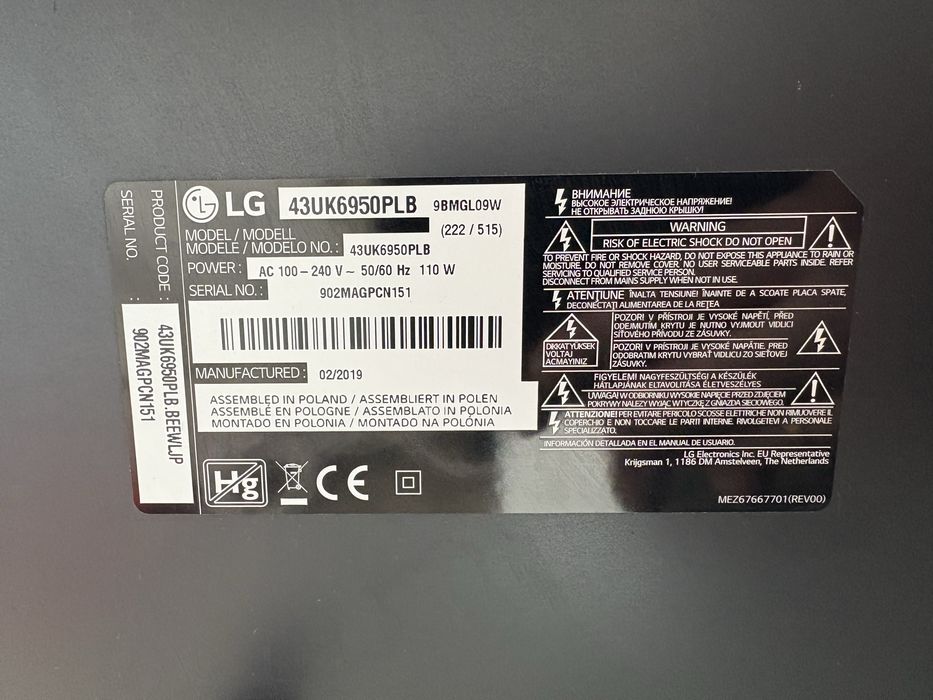 PRODUCT CODE :
SERIAL NO. :
43UK6950PLB.BEEWLJP
902MAGPCN151
LG 43UK6950PLB 9BMGL09W
(222 / 515)
MODEL / MODELL
MODELE / MODELO NO.: 43UK6950PLB
POWER : AC 100 – 240 V ~ 50/60 Hz 110 W
SERIAL NO. : 902MAGPCN151
MANUFACTURED : 02/2019
ASSEMBLED IN POLAND / ASSEMBLIERT IN POLEN
ASSEMBLÉ EN POLOGNE / ASSEMBLATO IN POLONIA
MONTADO EN POLONIA / MONTADO NA POLÓNIA
Hg
CE
ВНИМАНИЕ
ВЫСОКОЕ ЭЛЕКТРИЧЕСКОЕ НАПРЯЖЕНИЕ!
НЕ ОТКРЫВАТЬ ЗАДНЮЮ КРЫШКУ!
WARNING
RISK OF ELECTRIC SHOCK DO NOT OPEN
TO PREVENT FIRE OR SHOCK HAZARD, DO NOT EXPOSE THIS APPLIANCE TO RAIN OR
MOISTURE. DO NOT REMOVE COVER. NO USER SERVICEABLE PARTS INSIDE. REFER
SERVICING TO QUALIFIED SERVICE PERSON.
DISCONNECT FROM MAINS SUPPLY WHEN NOT IN USE.
ATENŢIUNE ÎNALTA TENSIUNE! ÎNAINTE DE A SCOATE PLACA SPATE,
DECONECTAŢI ALIMENTAREA DE LA REŢEA
DIKKAT YÜKSEK
VOLTAJ
AÇMAYINIZ
POZOR! V PŘÍSTROJI JE VYSOKÉ NAPĚTÍ, PŘED
ODEJMUTÍM KRYTU JE NUTNO VYJMOUT VIDLICI
SÍŤOVÉHO PŘÍVODU ZE ZÁSUVKY.
POZOR! V PRÍSTROJI JE VYSOKÉ NAPÄTIE. PRED
ODOBRATIM KRYTU VYBRAŤ VIDLICU ZO SIEŤOVEJ
ZÁSUVKY.
FIGYELEM! NAGYFESZÜLTSÉG! A KÉSZÜLÉK
HÁTLAPJÁNAK ELTAVOLÍTÁSA ÉLETVESZÉLYES
UWAGA! W ODBIORNIKU WYSOKIE NAPIĘCIE PRZED ZDJĘCIEM
POKRYWY NALEŻY WYJĄĆ WTYCZKĘ Z GNIAZDA SIECIOWEGO.
ATTENZIONE! PER EVITARE PERICOLO SCOSSE ELETTRICHE NON RIMUOVERE IL
COPERCHIO E NON TOCCARE LE PARTI INTERNE. RIVOLGETEVI A PERSONALE
SPECIALIZZATO.
INFORMACIÓN DETALLADA EN EL MANUAL DE USUARIO.
LG Electronics Inc. EU Representative
Krijgsman 1, 1186 DM Amstelveen, The Netherlands
MEZ67667701(REV00)